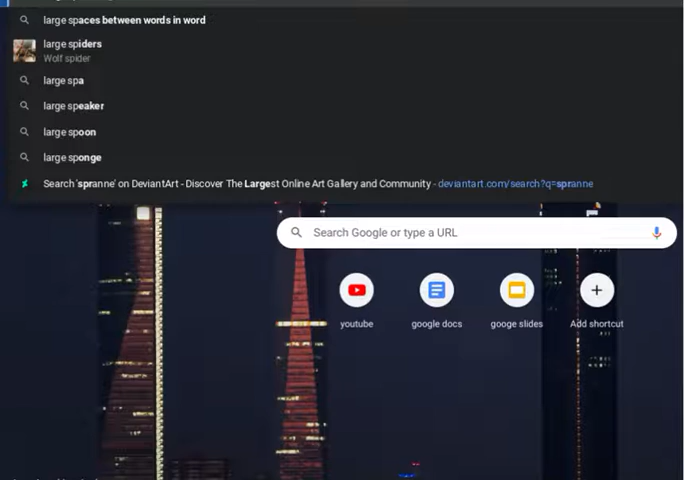 large spaces between words in word
large spiders
Wolf spider
large spa
large speaker
large spoon
large sponge
Search 'spranne' on DeviantArt - Discover The Largest Online Art Gallery and Community - deviantart.com/search?q=spranne
Search Google or type a URL
youtube
google docs
googe slides
Add shortcut